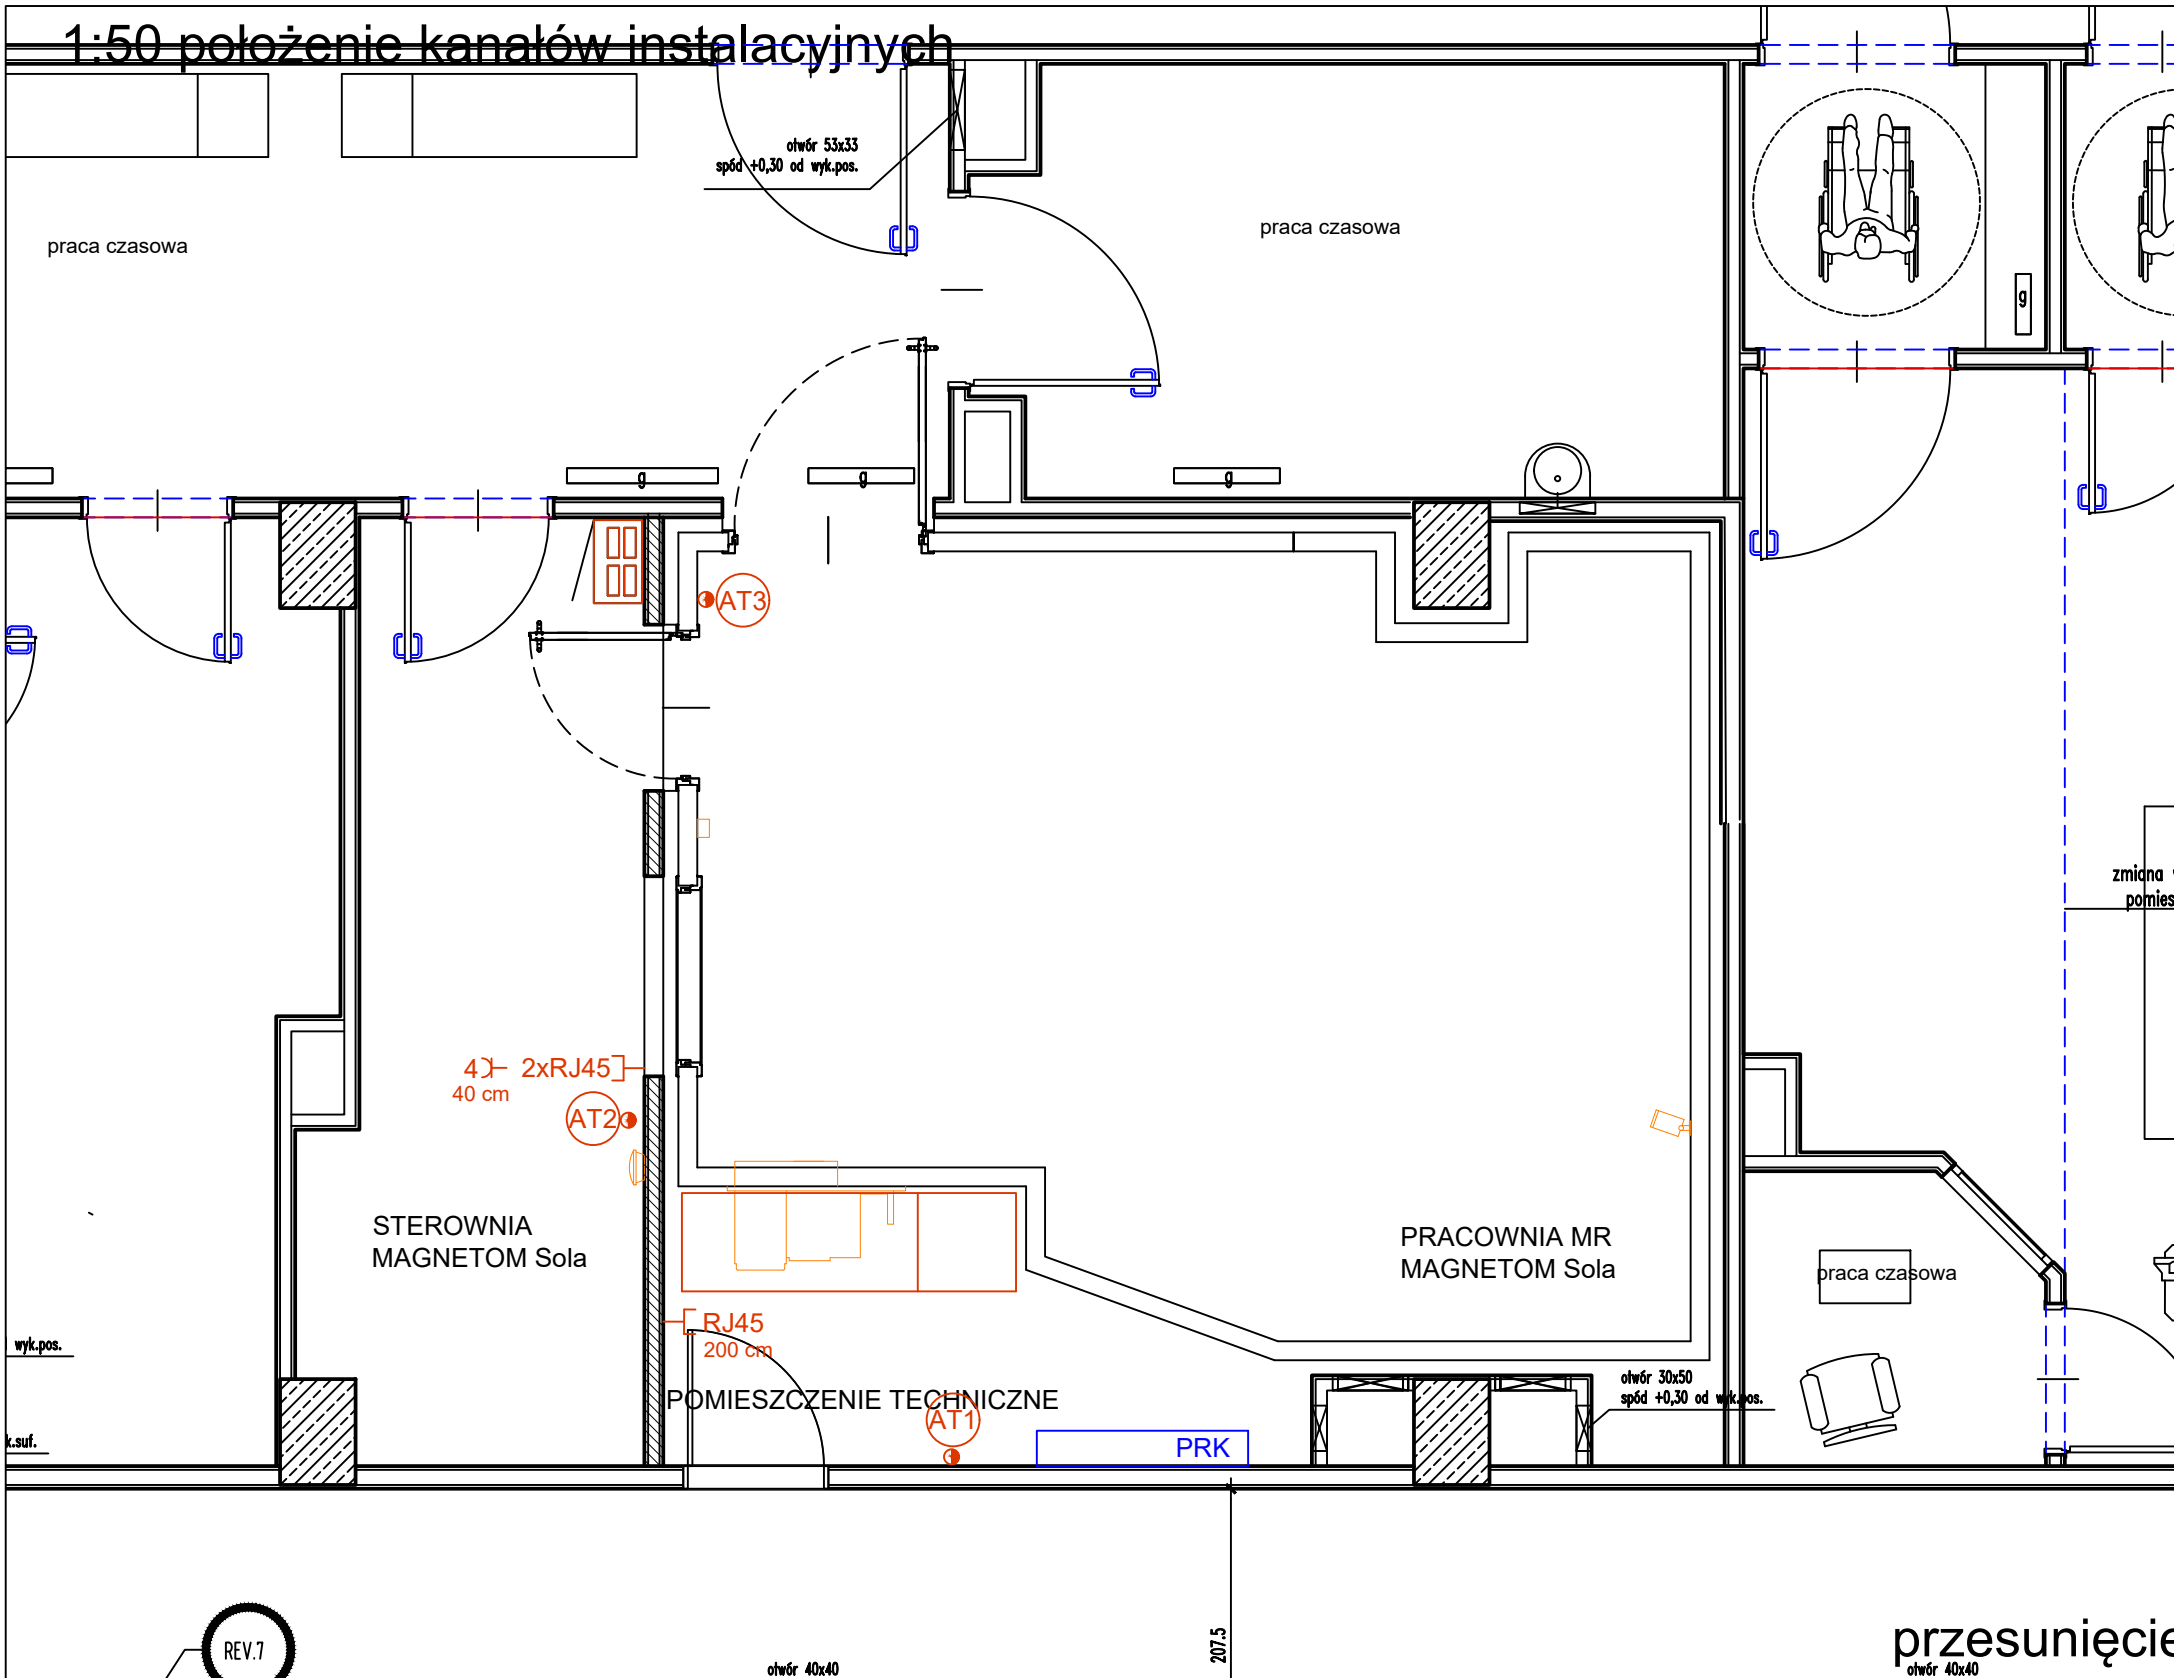 1:50 położenie kanałów instalacyjnych
otwór 53x33
spód +0,30 od wyk.pos.
praca czasowa
praca czasowa
g
g
g
g
AT3
zmiana
pomies
4 2xRJ45
40 cm
AT2
STEROWNIA
MAGNETOM Sola
PRACOWNIA MR
MAGNETOM Sola
praca czasowa
RJ45
200 cm
wyk.pos.
POMIESZCZENIE TECHNICZNE
AT1
otwór 30x50
spód +0,30 od wyk.pos.
k.suf.
PRK
REV.7
207.5
przesunięcie
otwór 40x40
otwór 40x40